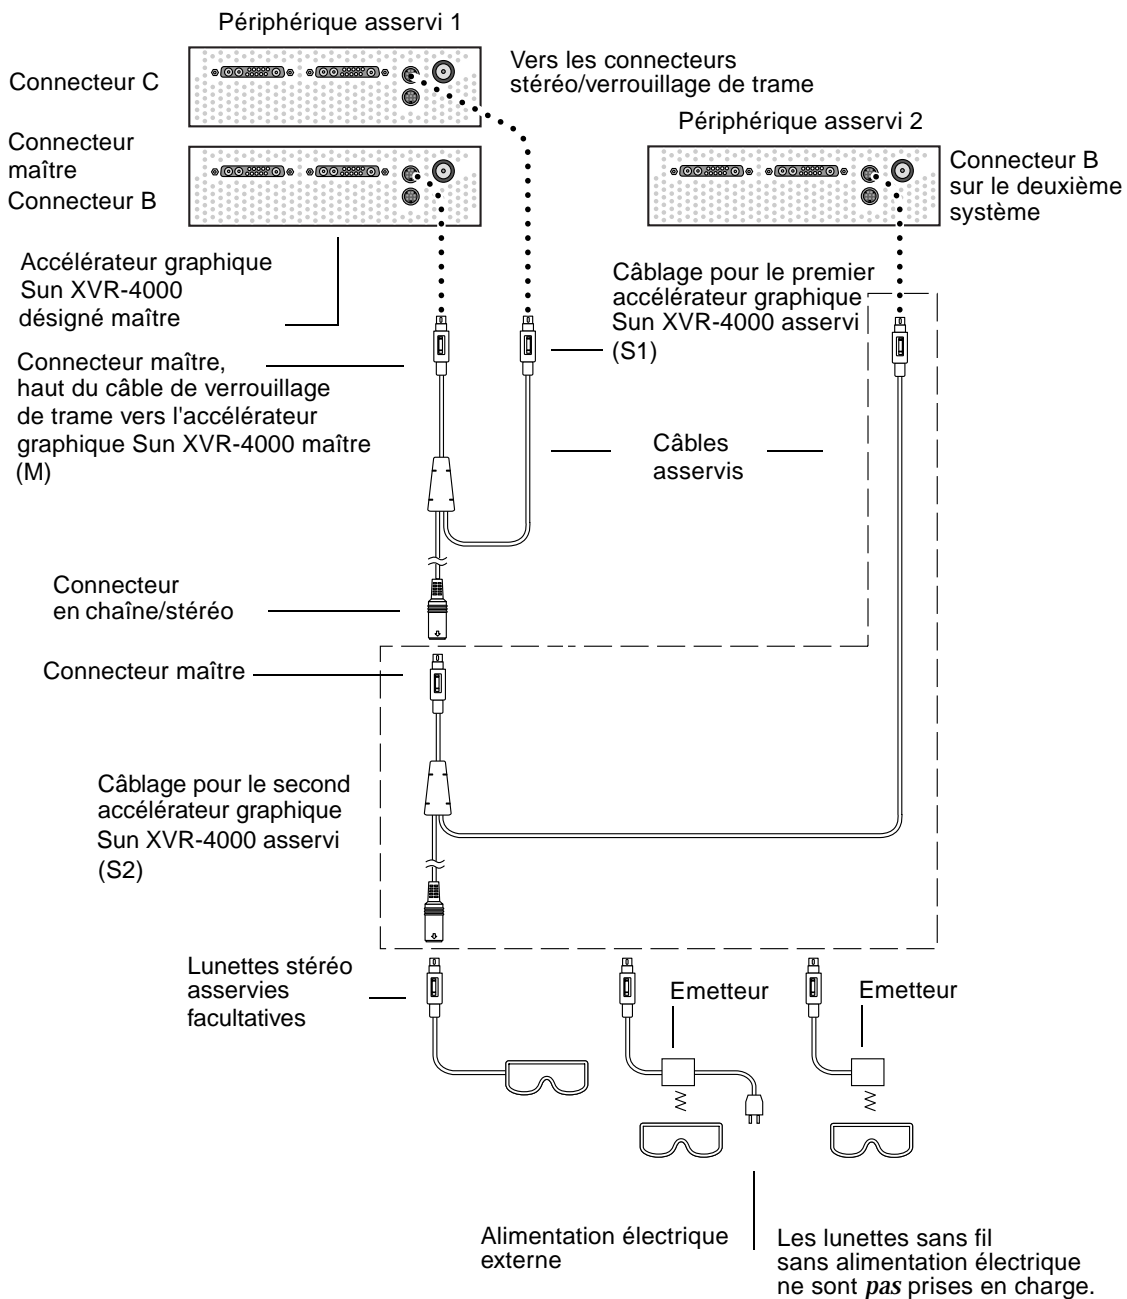 Périphérique asservi 1
Connecteur C
Vers les connecteurs
stéréo/verrouillage de trame
Périphérique asservi 2
Connecteur
maître
Connecteur B
Connecteur B
sur le deuxième
système
Accélérateur graphique
Sun XVR-4000
désigné maître
Câblage pour le premier
accélérateur graphique
Sun XVR-4000 asservi
(S1)
Connecteur maître,
haut du câble de verrouillage
de trame vers l'accélérateur
graphique Sun XVR-4000 maître
(M)
Câbles
asservis
Connecteur
en chaîne/stéréo
Connecteur maître
Câblage pour le second
accélérateur graphique
Sun XVR-4000 asservi
(S2)
Lunettes stéréo
asservies
facultatives
Emetteur
Emetteur
Alimentation électrique
externe
Les lunettes sans fil
sans alimentation électrique
ne sont pas prises en charge.